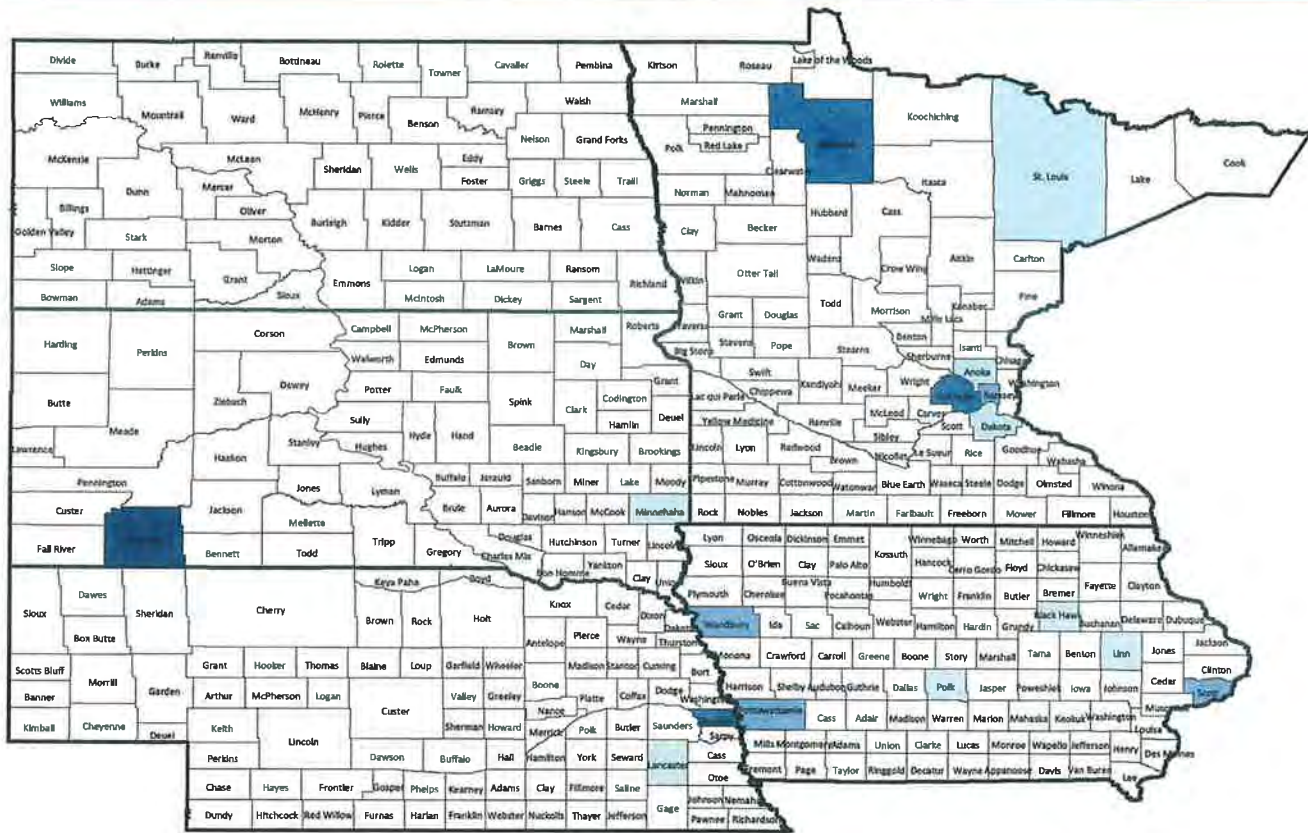 Divide Burke Renville Bottineau Rolette Towner Cavalier Pembina Kittson Roseau Lake of the Woods
Williams Mountrail Ward McHenry Pierce Benson Ramsey Walsh Marshall Koochiching
McKenzie McLean Sheridan Wells Eddy Foster Nelson Grand Forks Pennington Red Lake Polk Clearwater Itasca St. Louis Lake Cook
Dunn Mercer Oliver Griggs Steele Traill Norman Mahnomen
Billings Golden Valley Stark Morton Burleigh Kidder Stutsman Barnes Cass Clay Becker Hubbard Cass
Slope Hettinger Grant Sioux Emmons Logan LaMoure Ransom Richland Wilkin Otter Tail Wadena Crow Wing Aitkin Carlton
Bowman Adams McIntosh Dickey Sargent Todd Morrison Mille Lacs Kanabec Pine
Harding Perkins Corson Campbell McPherson Brown Marshall Roberts Traverse Grant Douglas Benton Isanti
Walworth Edmunds Day Big Stone Stevens Pope Stearns Sherburne Chisago Anoka
Butte Ziebach Dewey Potter Faulk Spink Clark Codington Grant Swift Kandiyohi Meeker Wright Ramsey Washington
Meade Sully Hamlin Deuel Lac qui Parle Chippewa McLeod Carver Dakota
Lawrence Stanley Hughes Hyde Hand Beadle Kingsbury Brookings Yellow Medicine Renville Sibley Scott
Haakon Lincoln Lyon Redwood Brown Nicollet Le Sueur Rice Goodhue Wabasha
Pennington Jones Lyman Buffalo Jerauld Sanborn Miner Lake Moody Pipestone Murray Cottonwood Watonwan Blue Earth Waseca Steele Dodge Olmsted Winona
Custer Jackson Mellette Brule Aurora Davison Hanson McCook Minnehaha Rock Nobles Jackson Martin Faribault Freeborn Mower Fillmore Houston
Fall River Bennett Todd Tripp Gregory Douglas Charles Mix Hutchinson Turner Lincoln
Bon Homme Yankton Clay Union
Lyon Osceola Dickinson Emmet Kossuth Winnebago Worth Mitchell Howard Winneshiek Allamakee
Sioux O'Brien Clay Palo Alto Hancock Cerro Gordo Floyd Chickasaw Fayette Clayton
Plymouth Cherokee Buena Vista Pocahontas Humboldt Wright Franklin Butler Bremer
Woodbury Ida Sac Calhoun Webster Hamilton Hardin Grundy Black Hawk Buchanan Delaware Dubuque
Monona Crawford Carroll Greene Boone Story Marshall Tama Benton Linn Jones Jackson
Harrison Shelby Audubon Guthrie Dallas Polk Jasper Poweshiek Iowa Johnson Cedar Clinton Scott
Pottawattamie Cass Adair Madison Warren Marion Mahaska Keokuk Washington Louisa
Mills Montgomery Adams Union Clarke Lucas Monroe Wapello Jefferson Henry Des Moines
Fremont Page Taylor Ringgold Decatur Wayne Appanoose Davis Van Buren Lee
Sioux Dawes Sheridan Cherry Keya Paha Boyd Brown Rock Holt Knox Cedar Dixon Dakota
Box Butte Antelope Pierce Wayne Thurston
Scotts Bluff Morrill Garden Grant Hooker Thomas Blaine Loup Garfield Wheeler Madison Stanton Cuming Burt
Banner Arthur McPherson Logan Custer Valley Greeley Boone Platte Colfax Dodge Washington
Kimball Cheyenne Deuel Keith Lincoln Sherman Howard Nance Merrick Polk Butler Saunders Sarpy
Perkins Dawson Buffalo Hall Hamilton York Seward Lancaster Cass Otoe
Chase Hayes Frontier Gosper Phelps Kearney Adams Clay Fillmore Saline Gage Johnson Nemaha
Dundy Hitchcock Red Willow Furnas Harlan Franklin Webster Nuckolls Thayer Jefferson Pawnee Richardson